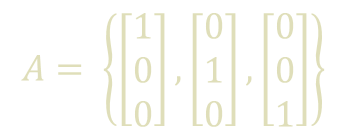 A = { [1 0 0], [0 1 0], [0 0 1] }